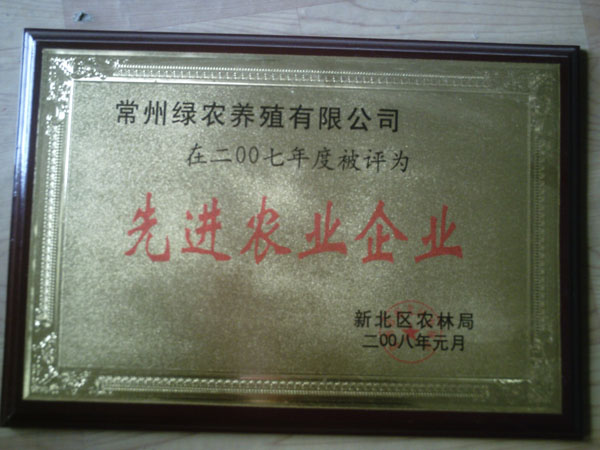 常州绿农养殖有限公司
在二00七年度被评为
先进农业企业
新北区农林局
二00八年元月